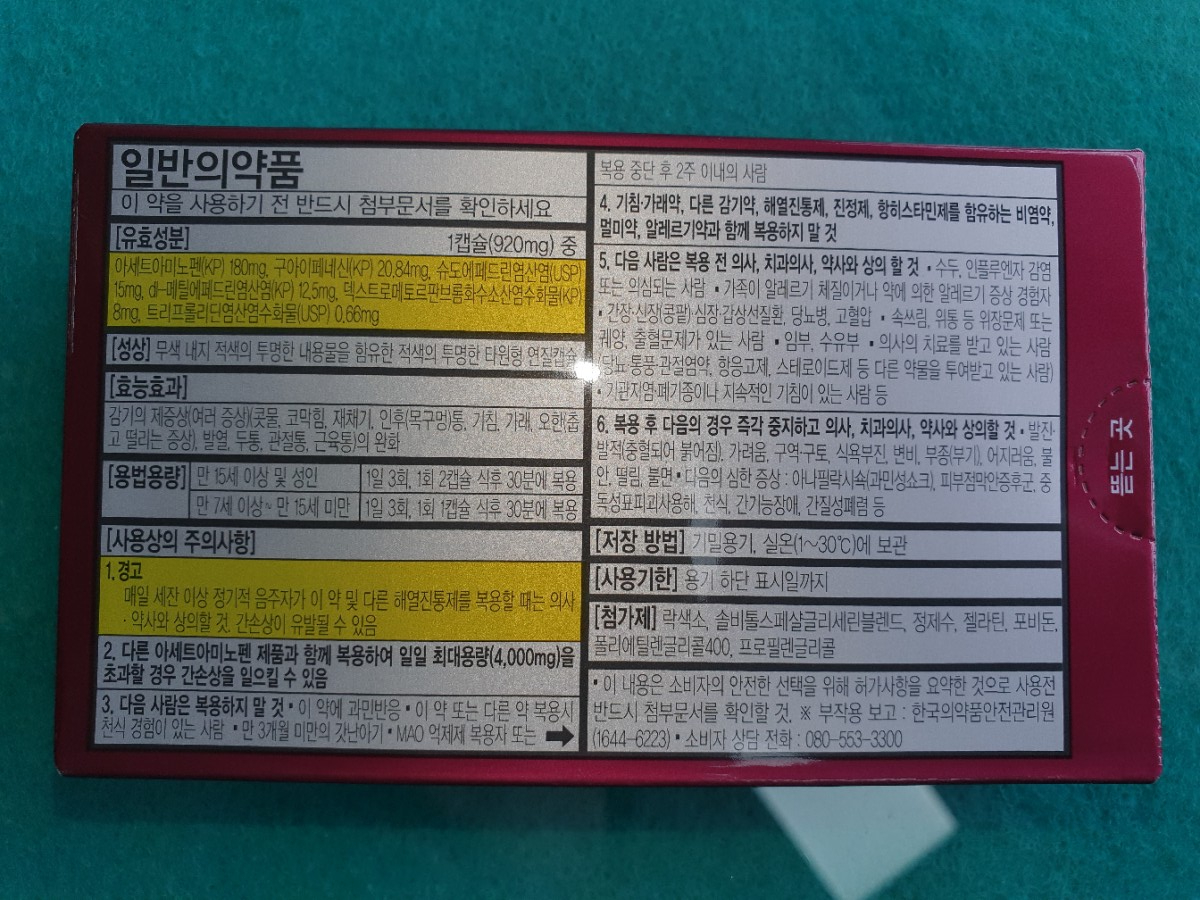 일반의약품
이 약을 사용하기 전 반드시 첨부문서를 확인하세요
[유효성분] 1캡슐(920mg) 중
아세트아미노펜(KP) 180mg, 구아이페네신(KP) 20.84mg, 슈도에페드린염산염(USP)
15mg, dl-메틸에페드린염산염(KP) 12.5mg, 덱스트로메토르판브롬화수소산염수화물(KP)
8mg, 트리프롤리딘염산염수화물(USP) 0.66mg
[성상] 무색 내지 적색의 투명한 내용물을 함유한 적색의 투명한 타원형 연질캡슐
[효능효과]
감기의 제증상(여러 증상)(콧물, 코막힘, 재채기, 인후(목구멍)통, 기침, 가래, 오한(춥
고 떨리는 증상), 발열, 두통, 관절통, 근육통)의 완화
[용법용량] 만 15세 이상 및 성인 1일 3회, 1회 2캡슐 식후 30분에 복용
만 7세 이상~ 만 15세 미만 1일 3회, 1회 1캡슐 식후 30분에 복용
[사용상의 주의사항]
1. 경고
매일 세잔 이상 정기적 음주자가 이 약 및 다른 해열진통제를 복용할 때는 의사
·약사와 상의할 것. 간손상이 유발될 수 있음
2. 다른 아세트아미노펜 제품과 함께 복용하여 일일 최대용량(4,000mg)을
초과할 경우 간손상을 일으킬 수 있음
3. 다음 사람은 복용하지 말 것 • 이 약에 과민반응 • 이 약 또는 다른 약 복용시
천식 경험이 있는 사람 • 만 3개월 미만의 갓난아기 • MAO 억제제 복용자 또는 ➡
복용 중단 후 2주 이내의 사람
4. 기침·가래약, 다른 감기약, 해열진통제, 진정제, 항히스타민제를 함유하는 비염약,
멀미약, 알레르기약과 함께 복용하지 말 것
5. 다음 사람은 복용 전 의사, 치과의사, 약사와 상의 할 것 • 수두, 인플루엔자 감염
또는 의심되는 사람 • 가족이 알레르기 체질이거나 약에 의한 알레르기 증상 경험자
• 간장·신장(콩팥)·심장·갑상선질환, 당뇨병, 고혈압 • 속쓰림, 위통 등 위장문제 또는
궤양, 출혈문제가 있는 사람 • 임부, 수유부 • 의사의 치료를 받고 있는 사람
(당뇨·통풍·관절염약, 항응고제, 스테로이드제 등 다른 약물을 투여받고 있는 사람)
• 기관지염·폐기종이나 지속적인 기침이 있는 사람 등
6. 복용 후 다음의 경우 즉각 중지하고 의사, 치과의사, 약사와 상의할 것 • 발진·
발적(충혈되어 붉어짐), 가려움, 구역·구토, 식욕부진, 변비, 부종(부기), 어지러움, 불
안, 떨림, 불면 • 다음의 심한 증상 : 아나필락시쇽(과민성쇼크), 피부점막안증후군, 중
독성표피괴사용해, 천식, 간기능장애, 간질성폐렴 등
[저장 방법] 기밀용기, 실온(1~30℃)에 보관
[사용기한] 용기 하단 표시일까지
[첨가제] 락색소, 솔비톨스페샬글리세린블렌드, 정제수, 젤라틴, 포비돈,
폴리에틸렌글리콜400, 프로필렌글리콜
• 이 내용은 소비자의 안전한 선택을 위해 허가사항을 요약한 것으로 사용전
반드시 첨부문서를 확인할 것. ※ 부작용 보고 : 한국의약품안전관리원
(1644-6223) • 소비자 상담 전화 : 080-553-3300
뜯는 곳